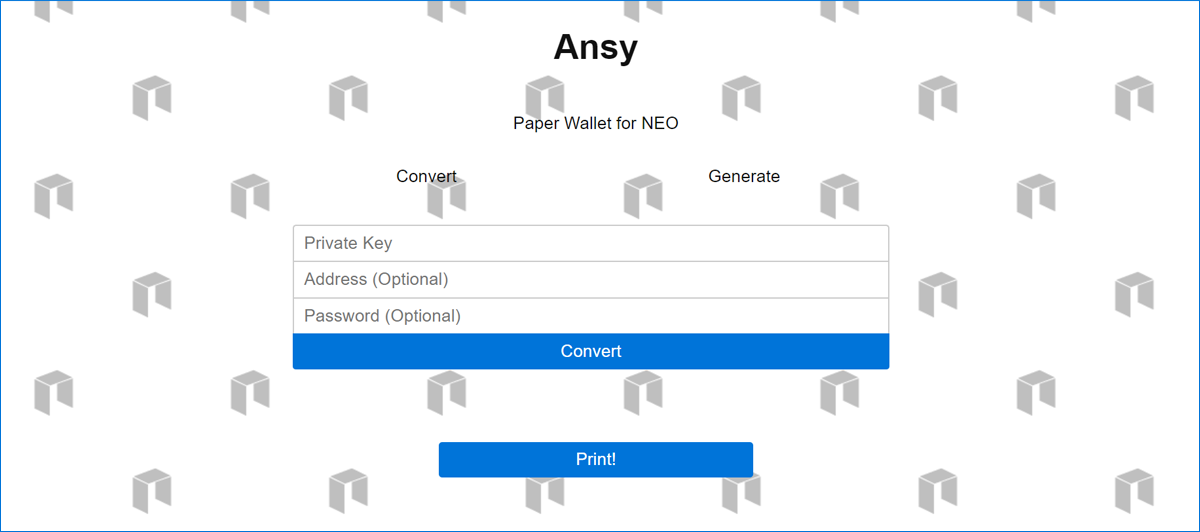 Ansy
Paper Wallet for NEO
Convert Generate
Private Key
Address (Optional)
Password (Optional)
Convert
Print!